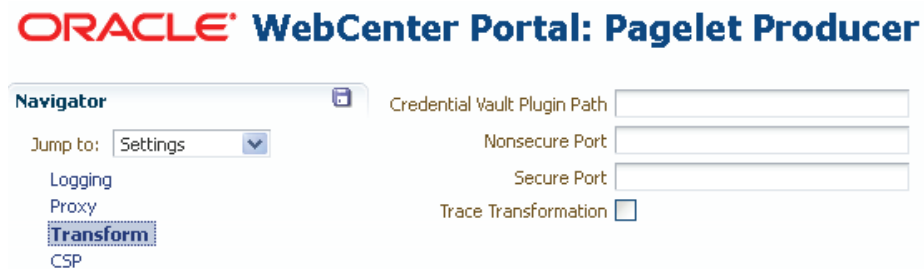 ORACLE WebCenter Portal: Pagelet Producer
Navigator
Jump to: Settings
Logging
Proxy
Transform
CSP
Credential Vault Plugin Path
Nonsecure Port
Secure Port
Trace Transformation